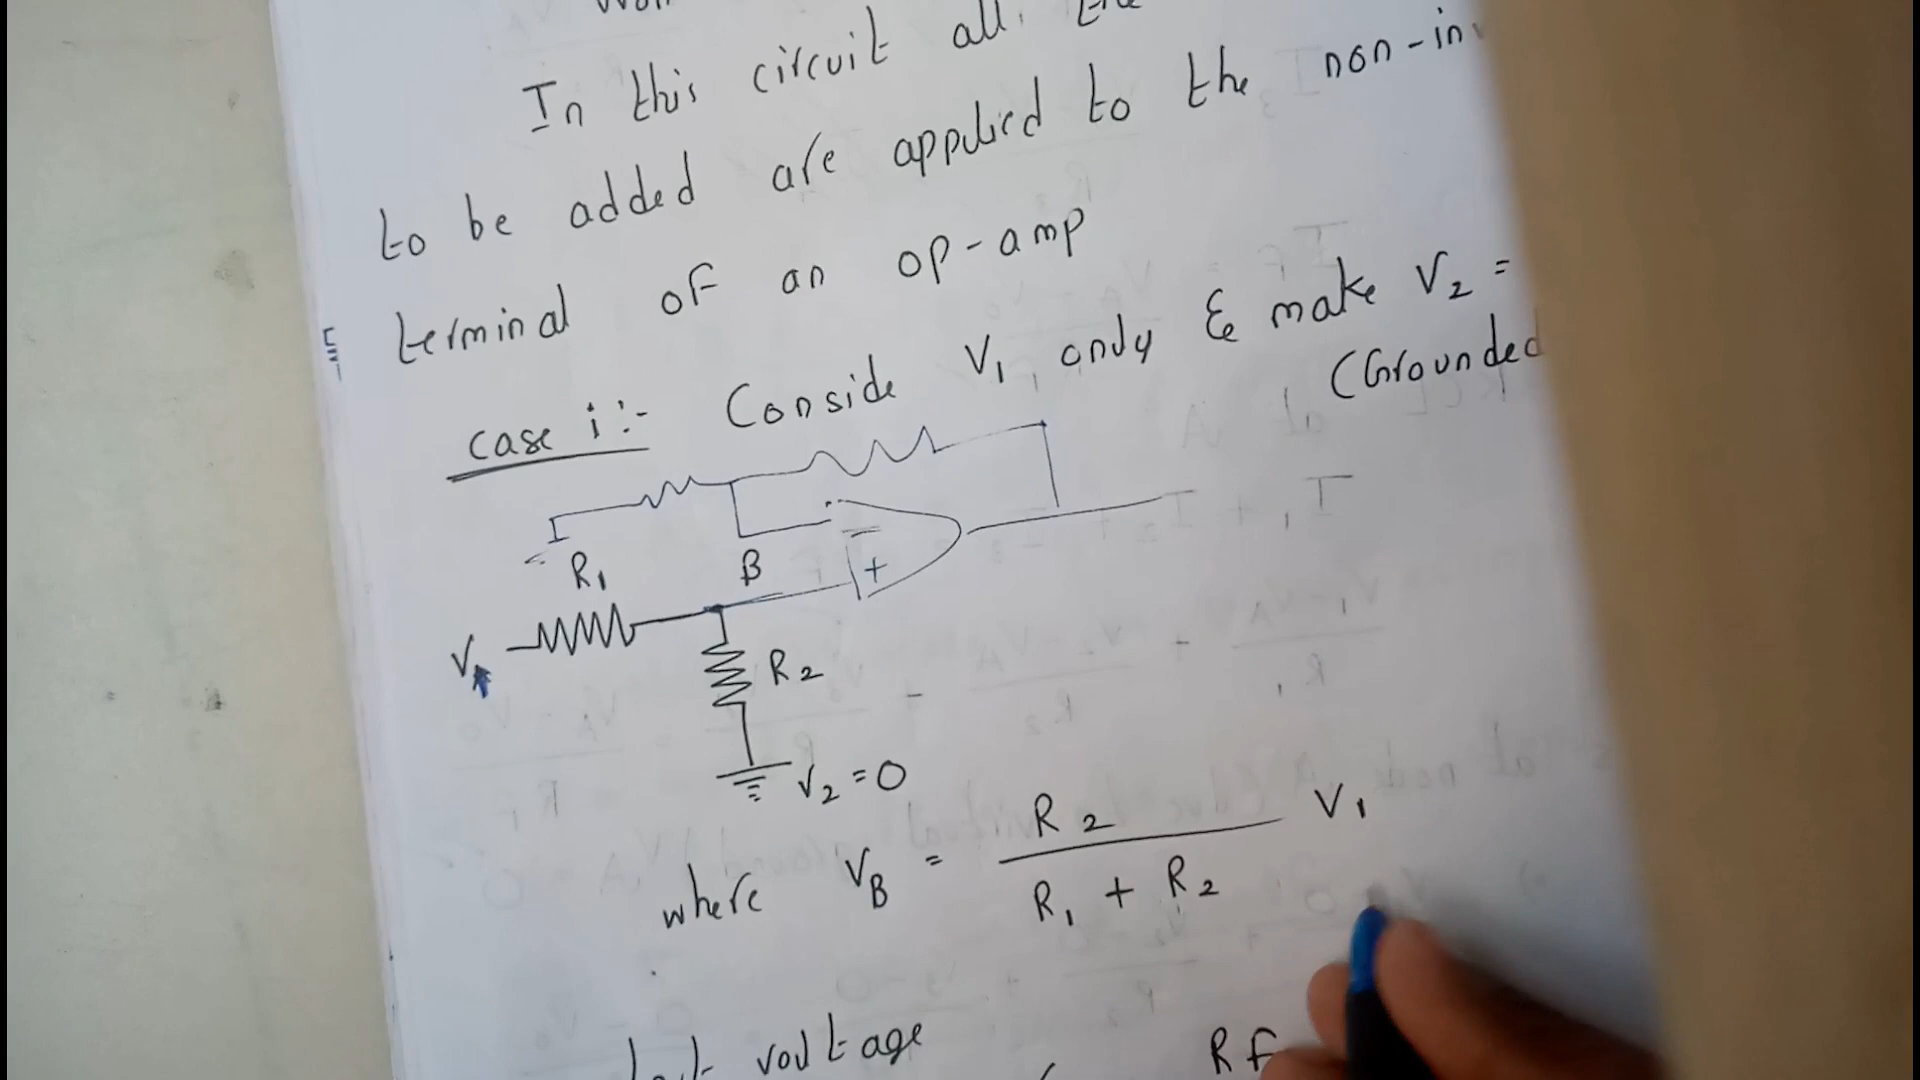 In this circuit all
to be added are applied to the non-in
terminal of an op-amp
case i :- Conside V1 only & make V2 =
(Grounded
R1
B
+
V1
R2
V2 = 0
where VB = R2 / R1 + R2 V1
voltage
RF